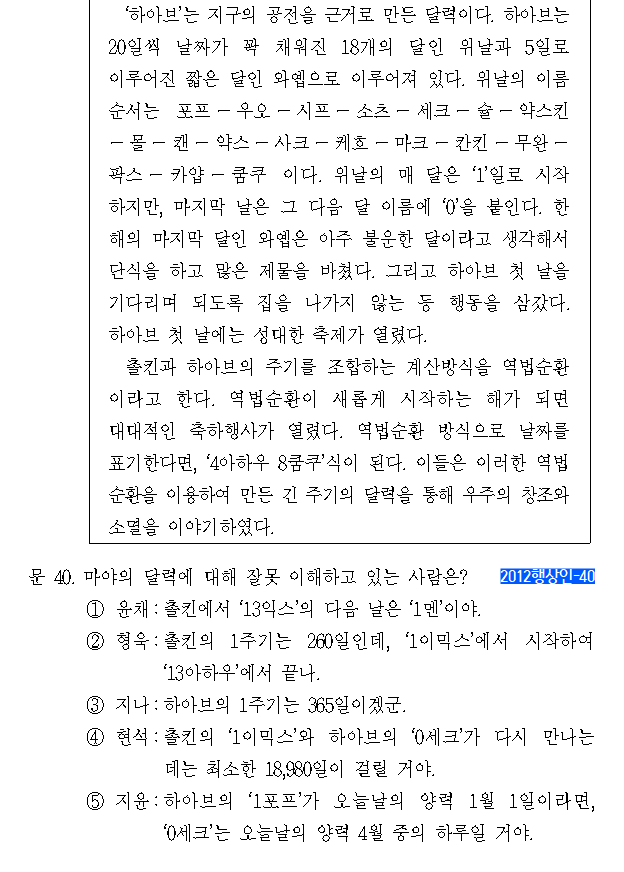 ‘하아브’는 지구의 공전을 근거로 만든 달력이다. 하아브는
20일씩 날짜가 꽉 채워진 18개의 달인 위날과 5일로
이루어진 짧은 달인 와옙으로 이루어져 있다. 위날의 이름
순서는 포프 － 우오 － 시프 － 소츠 － 세크 － 슐 － 약스킨
－ 몰 － 캔 － 약스 － 사크 － 케흐 － 마크 － 칸킨 － 무완 －
팍스 － 카얍 － 쿰쿠 이다. 위날의 매 달은 ‘1’일로 시작
하지만, 마지막 날은 그 다음 달 이름에 ‘0’을 붙인다. 한
해의 마지막 달인 와옙은 아주 불운한 달이라고 생각해서
단식을 하고 많은 제물을 바쳤다. 그리고 하아브 첫 날을
기다리며 되도록 집을 나가지 않는 등 행동을 삼갔다.
하아브 첫 날에는 성대한 축제가 열렸다.
촐킨과 하아브의 주기를 조합하는 계산방식을 역법순환
이라고 한다. 역법순환이 새롭게 시작하는 해가 되면
대대적인 축하행사가 열렸다. 역법순환 방식으로 날짜를
표기한다면, ‘4아하우 8쿰쿠’식이 된다. 이들은 이러한 역법
순환을 이용하여 만든 긴 주기의 달력을 통해 우주의 창조와
소멸을 이야기하였다.
문 40. 마야의 달력에 대해 잘못 이해하고 있는 사람은? 2012행상인-40
① 윤채 : 촐킨에서 ‘13익스’의 다음 날은 ‘1멘’이야.
② 형욱 : 촐킨의 1주기는 260일인데, ‘1이믹스’에서 시작하여
‘13아하우’에서 끝나.
③ 지나 : 하아브의 1주기는 365일이겠군.
④ 현석 : 촐킨의 ‘1이믹스’와 하아브의 ‘0세크’가 다시 만나는
데는 최소한 18,980일이 걸릴 거야.
⑤ 지윤 : 하아브의 ‘1포프’가 오늘날의 양력 1월 1일이라면,
‘0세크’는 오늘날의 양력 4월 중의 하루일 거야.